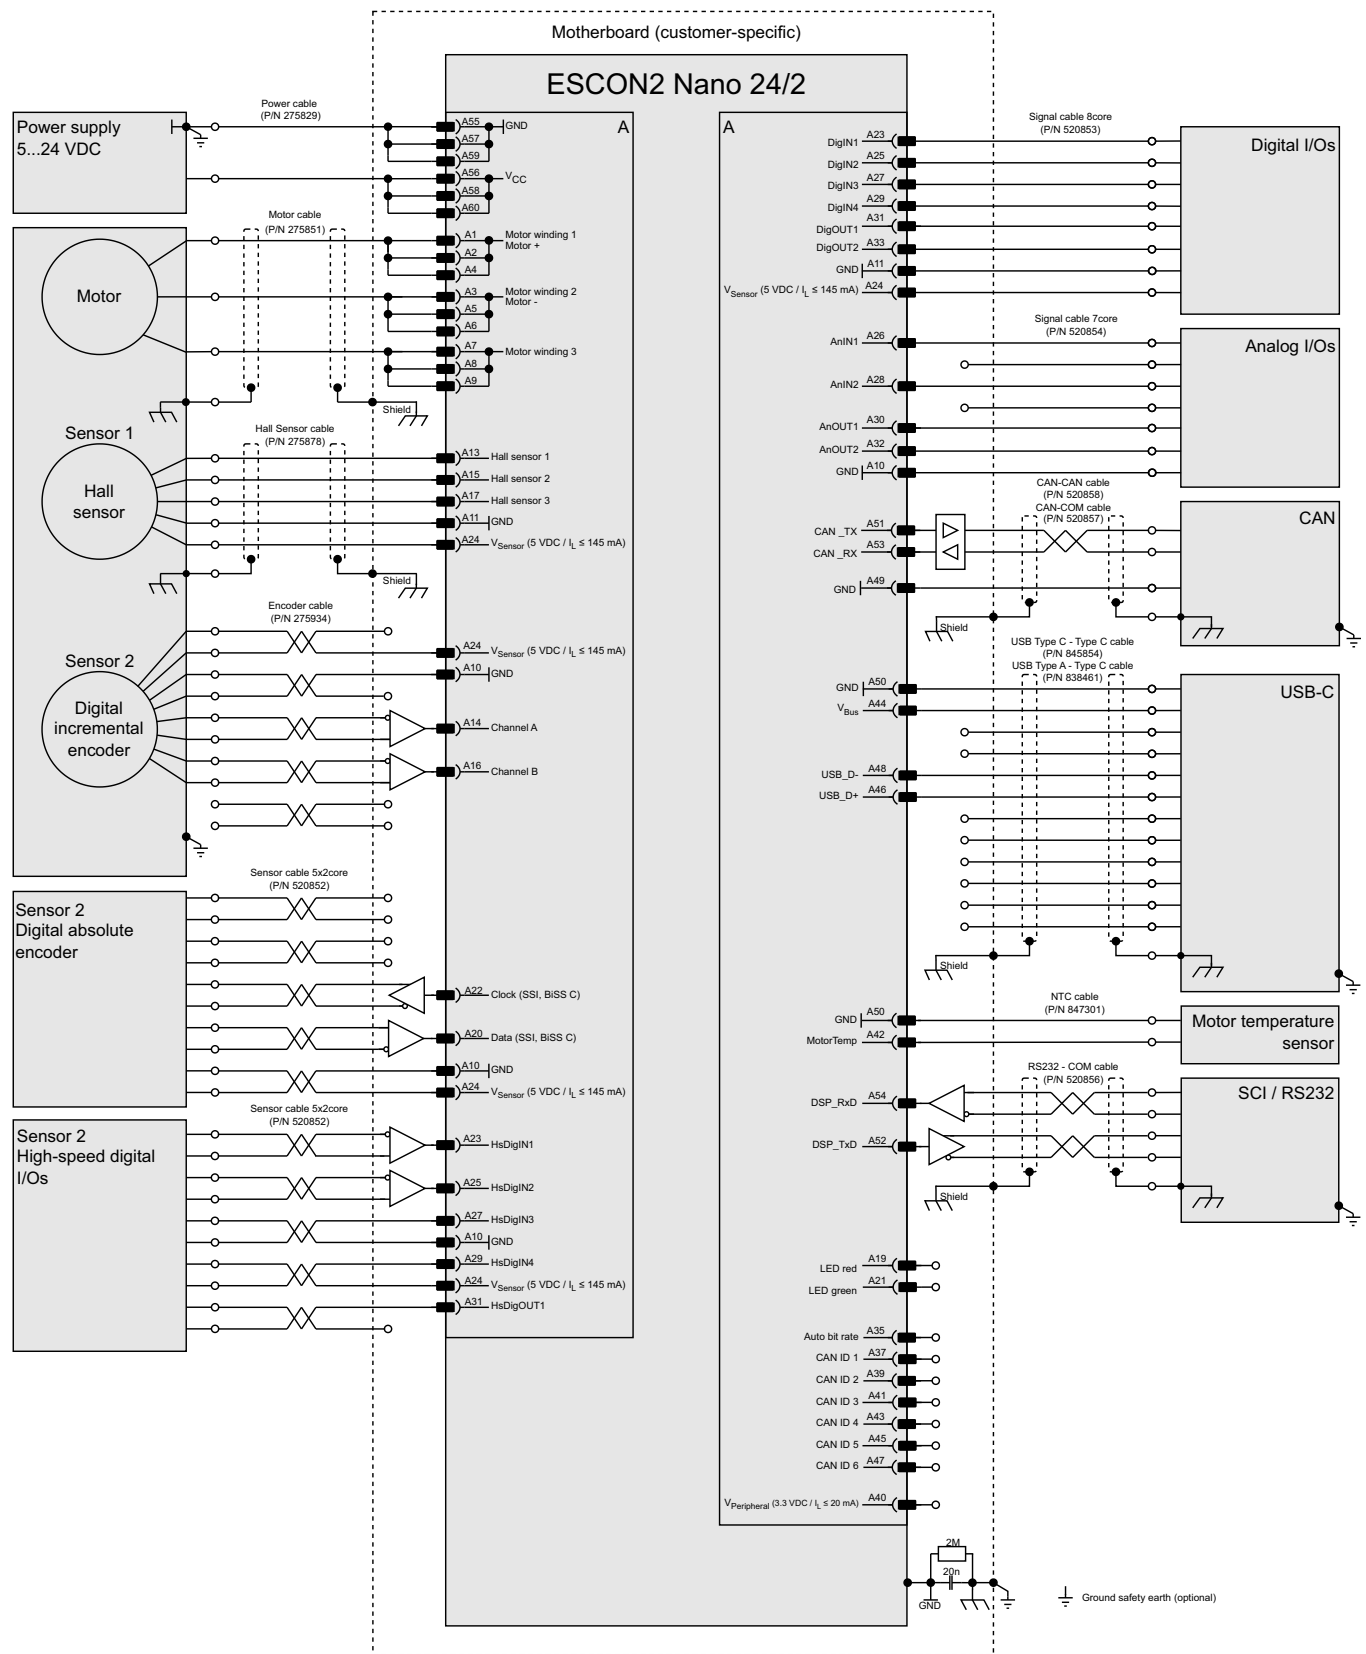 Motherboard (customer-specific)
ESCON2 Nano 24/2
Power supply
5...24 VDC
Power cable
(P/N 275829)
A
A55
GND
A57
A59
A56
VCC
A58
A60
Motor cable
(P/N 275851)
Motor
A1
Motor winding 1
Motor +
A2
A4
A3
Motor winding 2
Motor -
A5
A6
A7
Motor winding 3
A8
A9
Shield
Sensor 1
Hall
sensor
Hall Sensor cable
(P/N 275878)
A13
Hall sensor 1
A15
Hall sensor 2
A17
Hall sensor 3
A11
GND
A24
VSensor (5 VDC / IL ≤ 145 mA)
Shield
Encoder cable
(P/N 275934)
Sensor 2
Digital
incremental
encoder
A24
VSensor (5 VDC / IL ≤ 145 mA)
A10
GND
A14
Channel A
A16
Channel B
Sensor cable 5x2core
(P/N 520852)
Sensor 2
Digital absolute
encoder
A22
Clock (SSI, BiSS C)
A20
Data (SSI, BiSS C)
A10
GND
A24
VSensor (5 VDC / IL ≤ 145 mA)
Sensor cable 5x2core
(P/N 520852)
Sensor 2
High-speed digital
I/Os
A23
HsDigIN1
A25
HsDigIN2
A27
HsDigIN3
A10
GND
A29
HsDigIN4
A24
VSensor (5 VDC / IL ≤ 145 mA)
A31
HsDigOUT1
A
Signal cable 8core
(P/N 520853)
Digital I/Os
DigIN1
A23
DigIN2
A25
DigIN3
A27
DigIN4
A29
DigOUT1
A31
DigOUT2
A33
GND
A11
VSensor (5 VDC / IL ≤ 145 mA)
A24
Signal cable 7core
(P/N 520854)
Analog I/Os
AnIN1
A26
AnIN2
A28
AnOUT1
A30
AnOUT2
A32
GND
A10
CAN-CAN cable
(P/N 520858)
CAN-COM cable
(P/N 520857)
CAN
CAN _TX
A51
CAN _RX
A53
GND
A49
Shield
USB Type C - Type C cable
(P/N 845854)
USB Type A - Type C cable
(P/N 838461)
USB-C
GND
A50
VBus
A44
USB_D-
A48
USB_D+
A46
Shield
NTC cable
(P/N 847301)
Motor temperature
sensor
GND
A50
MotorTemp
A42
RS232 - COM cable
(P/N 520856)
SCI / RS232
DSP_RxD
A54
DSP_TxD
A52
Shield
LED red
A19
LED green
A21
Auto bit rate
A35
CAN ID 1
A37
CAN ID 2
A39
CAN ID 3
A41
CAN ID 4
A43
CAN ID 5
A45
CAN ID 6
A47
VPeripheral (3.3 VDC / IL ≤ 20 mA)
A40
2M
20n
GND
Ground safety earth (optional)